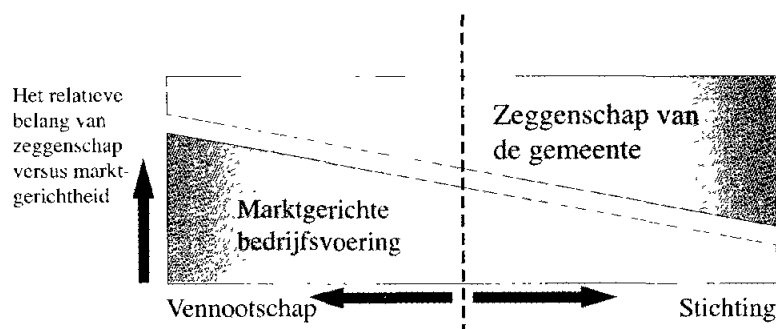 Het relatieve
belang van
zeggenschap
versus markt-
gerichtheid
Zeggenschap van
de gemeente
Marktgerichte
bedrijfsvoering
Vennootschap
Stichting